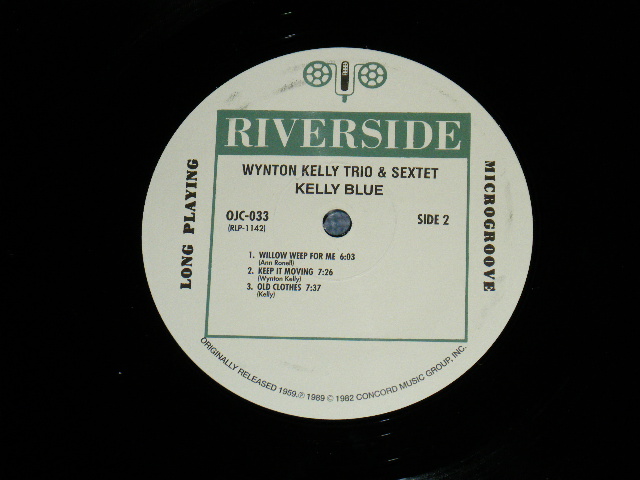 RIVERSIDE
WYNTON KELLY TRIO & SEXTET
KELLY BLUE
OJC-033
(RLP-1142)
SIDE 2
1. WILLOW WEEP FOR ME 6:03
(Ann Ronell)
2. KEEP IT MOVING 7:26
(Wynton Kelly)
3. OLD CLOTHES 7:37
(Kelly)
LONG PLAYING
MICROGROOVE
ORIGINALLY RELEASED 1959. ℗ 1989 © 1982 CONCORD MUSIC GROUP, INC.